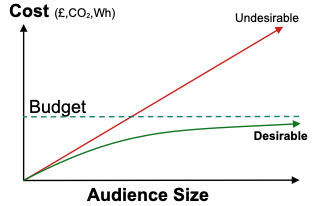 Cost (£,CO₂,Wh)
Undesirable
Budget
Desirable
Audience Size